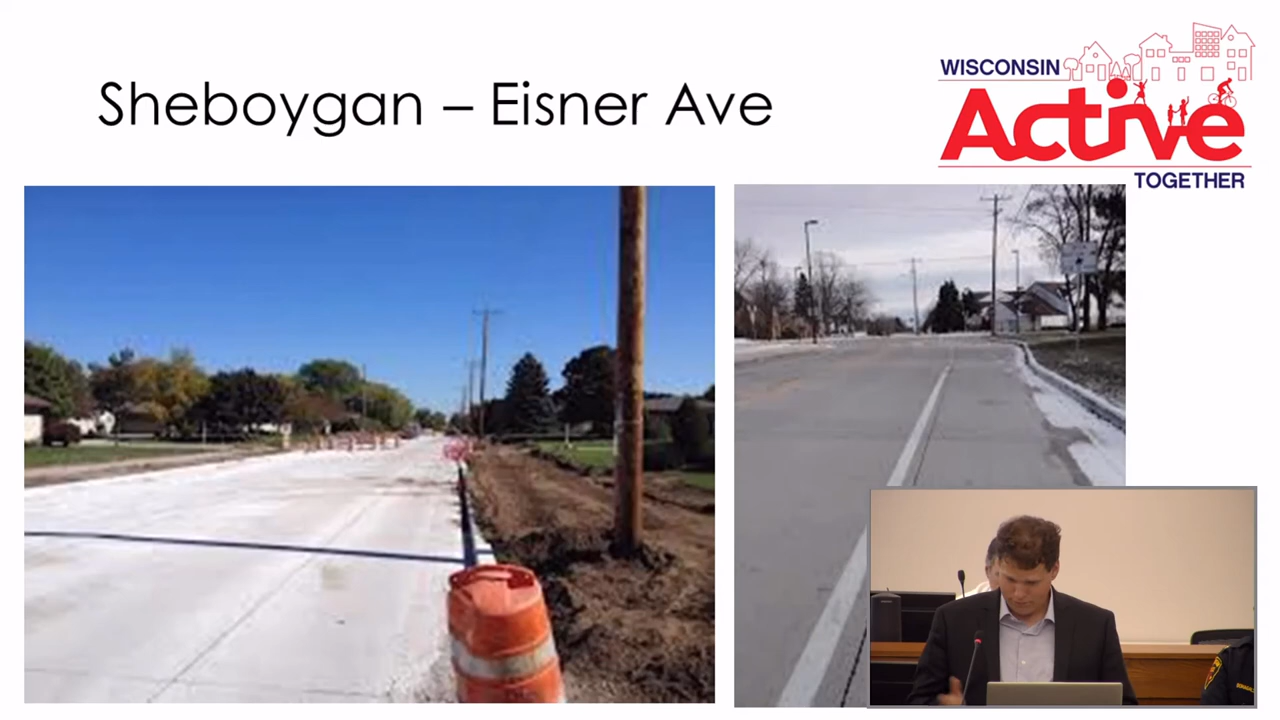 Sheboygan – Eisner Ave
WISCONSIN
Active
TOGETHER